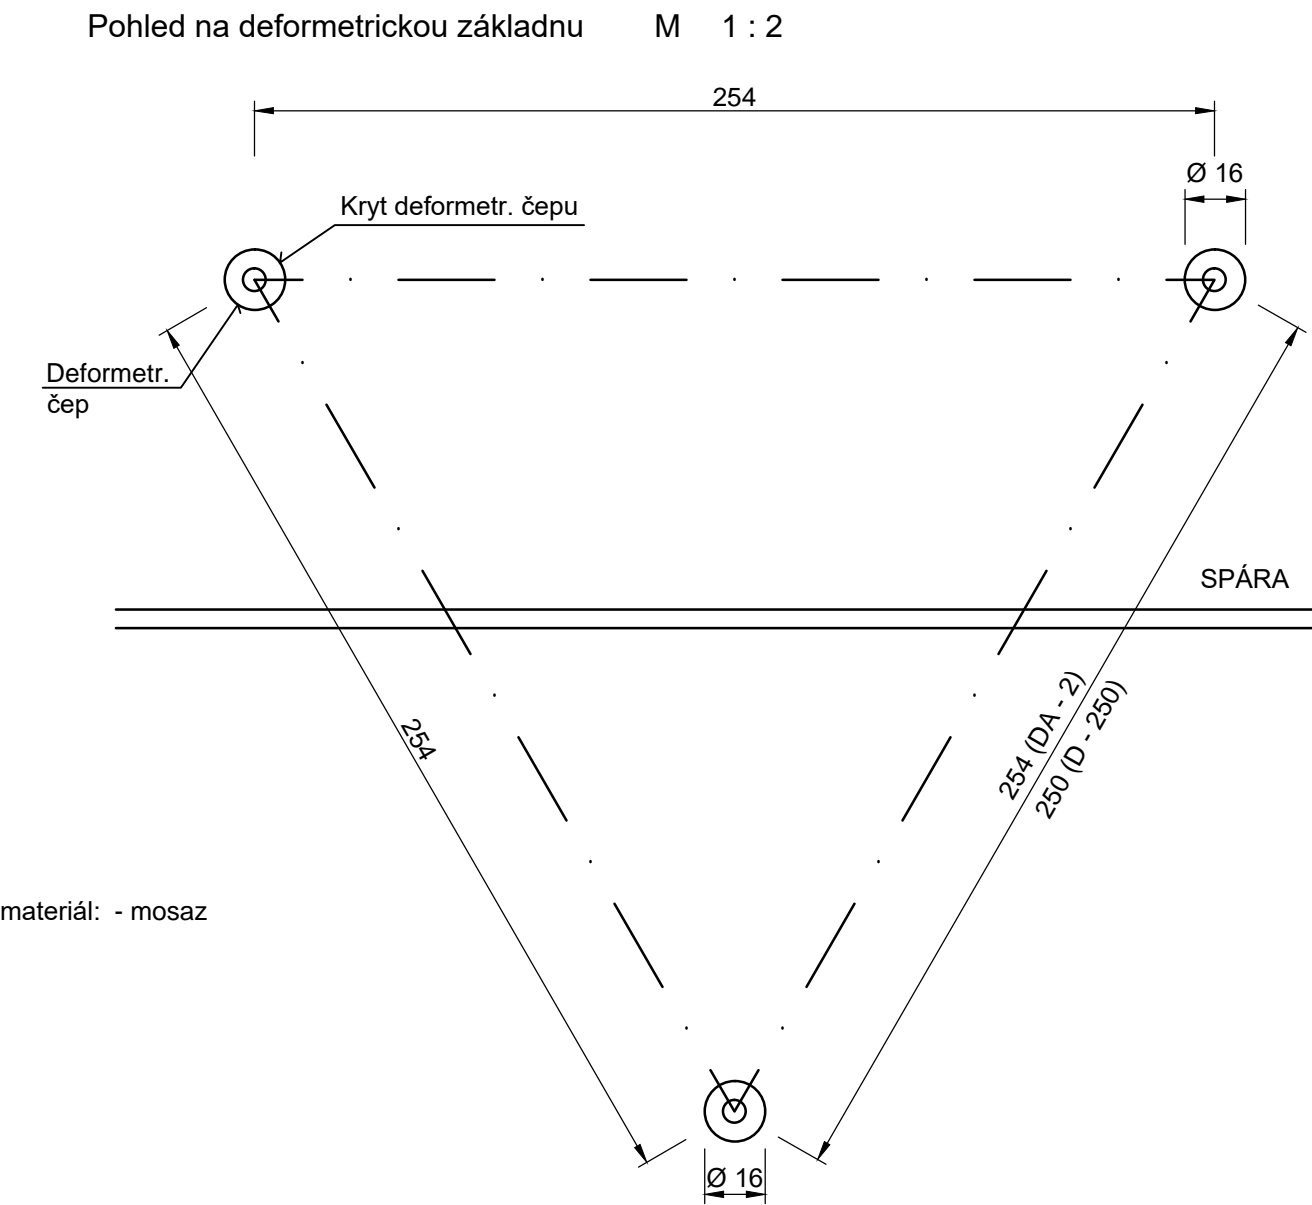 Pohled na deformetrickou základnu M 1 : 2
254
Ø 16
Kryt deformetr. čepu
Deformetr.
čep
SPÁRA
254
254 (DA - 2)
250 (D - 250)
materiál: - mosaz
Ø 16